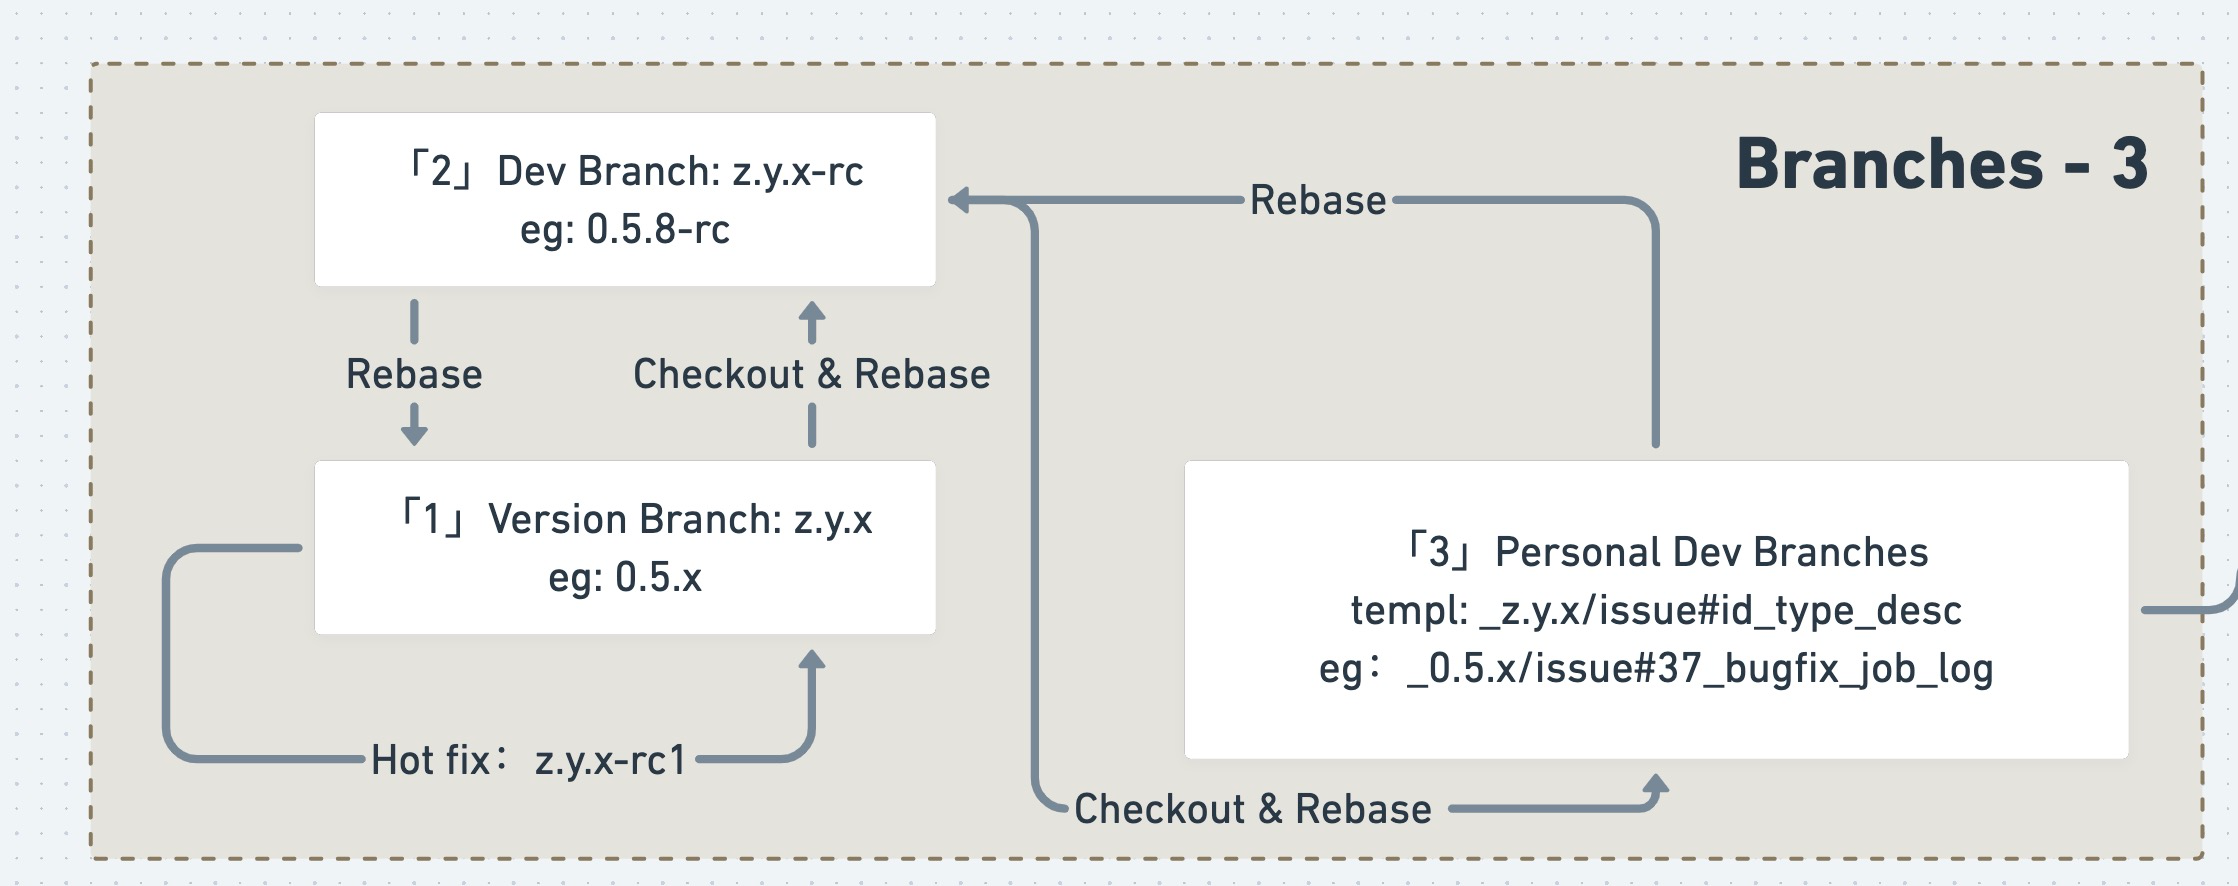 Branches - 3
「2」 Dev Branch: z.y.x-rc
eg: 0.5.8-rc
Rebase
Rebase
Checkout & Rebase
「1」 Version Branch: z.y.x
eg: 0.5.x
「3」 Personal Dev Branches
templ: _z.y.x/issue#id_type_desc
eg： _0.5.x/issue#37_bugfix_job_log
Hot fix： z.y.x-rc1
Checkout & Rebase